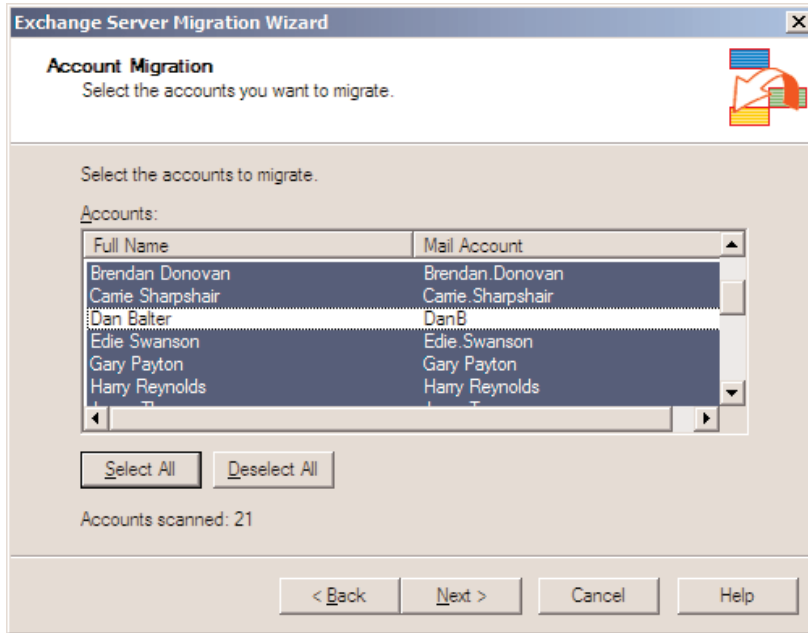 Exchange Server Migration Wizard
Account Migration
Select the accounts you want to migrate.
Select the accounts to migrate.
Accounts:
Full Name Mail Account
Brendan Donovan Brendan.Donovan
Carrie Sharpshair Carrie.Sharpshair
Dan Balter DanB
Edie Swanson Edie.Swanson
Gary Payton Gary Payton
Harry Reynolds Harry Reynolds
Select All Deselect All
Accounts scanned: 21
< Back Next > Cancel Help